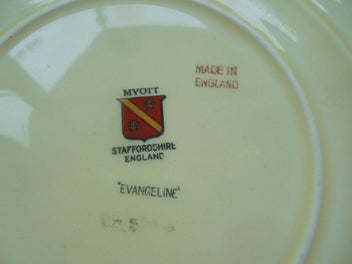 MYOTT
MADE IN
ENGLAND
STAFFORDSHIRE
ENGLAND
"EVANGELINE"